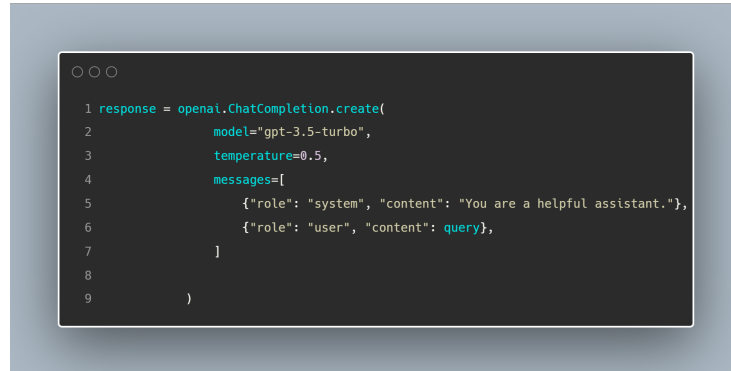 1 response = openai.ChatCompletion.create(
2 model="gpt-3.5-turbo",
3 temperature=0.5,
4 messages=[
5 {"role": "system", "content": "You are a helpful assistant."},
6 {"role": "user", "content": query},
7 ]
8
9 )